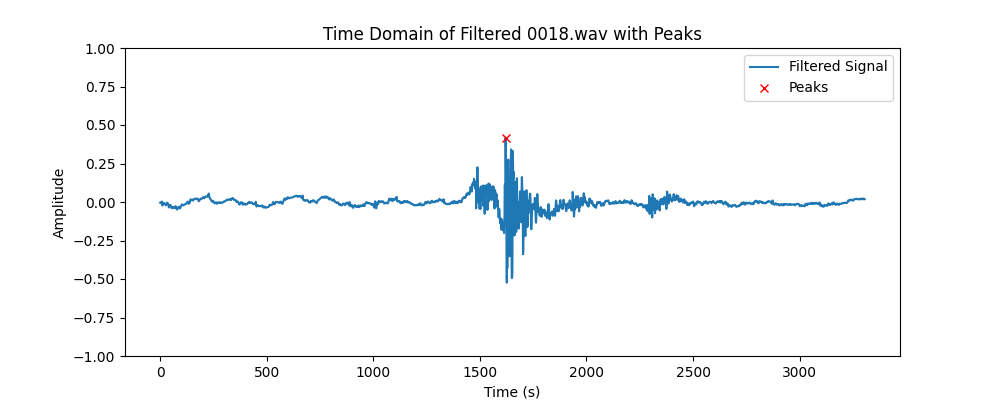 Time Domain of Filtered 0018.wav with Peaks
1.00
0.75
0.50
0.25
0.00
−0.25
−0.50
−0.75
−1.00
Amplitude
Filtered Signal
Peaks
0 500 1000 1500 2000 2500 3000
Time (s)